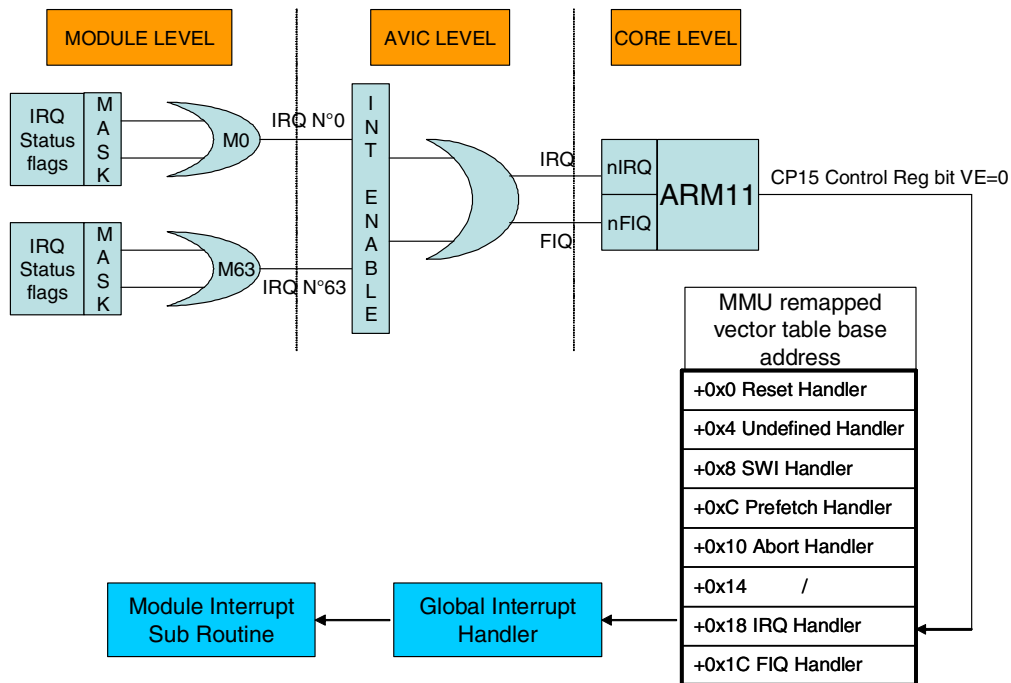 MODULE LEVEL
AVIC LEVEL
CORE LEVEL
IRQ
Status
flags
M
A
S
K
M0
IRQ N°0
I
N
T
E
N
A
B
L
E
IRQ
FIQ
nIRQ
nFIQ
ARM11
CP15 Control Reg bit VE=0
IRQ
Status
flags
M
A
S
K
M63
IRQ N°63
MMU remapped
vector table base
address
+0x0 Reset Handler
+0x4 Undefined Handler
+0x8 SWI Handler
+0xC Prefetch Handler
+0x10 Abort Handler
+0x14 /
+0x18 IRQ Handler
+0x1C FIQ Handler
Global Interrupt
Handler
Module Interrupt
Sub Routine